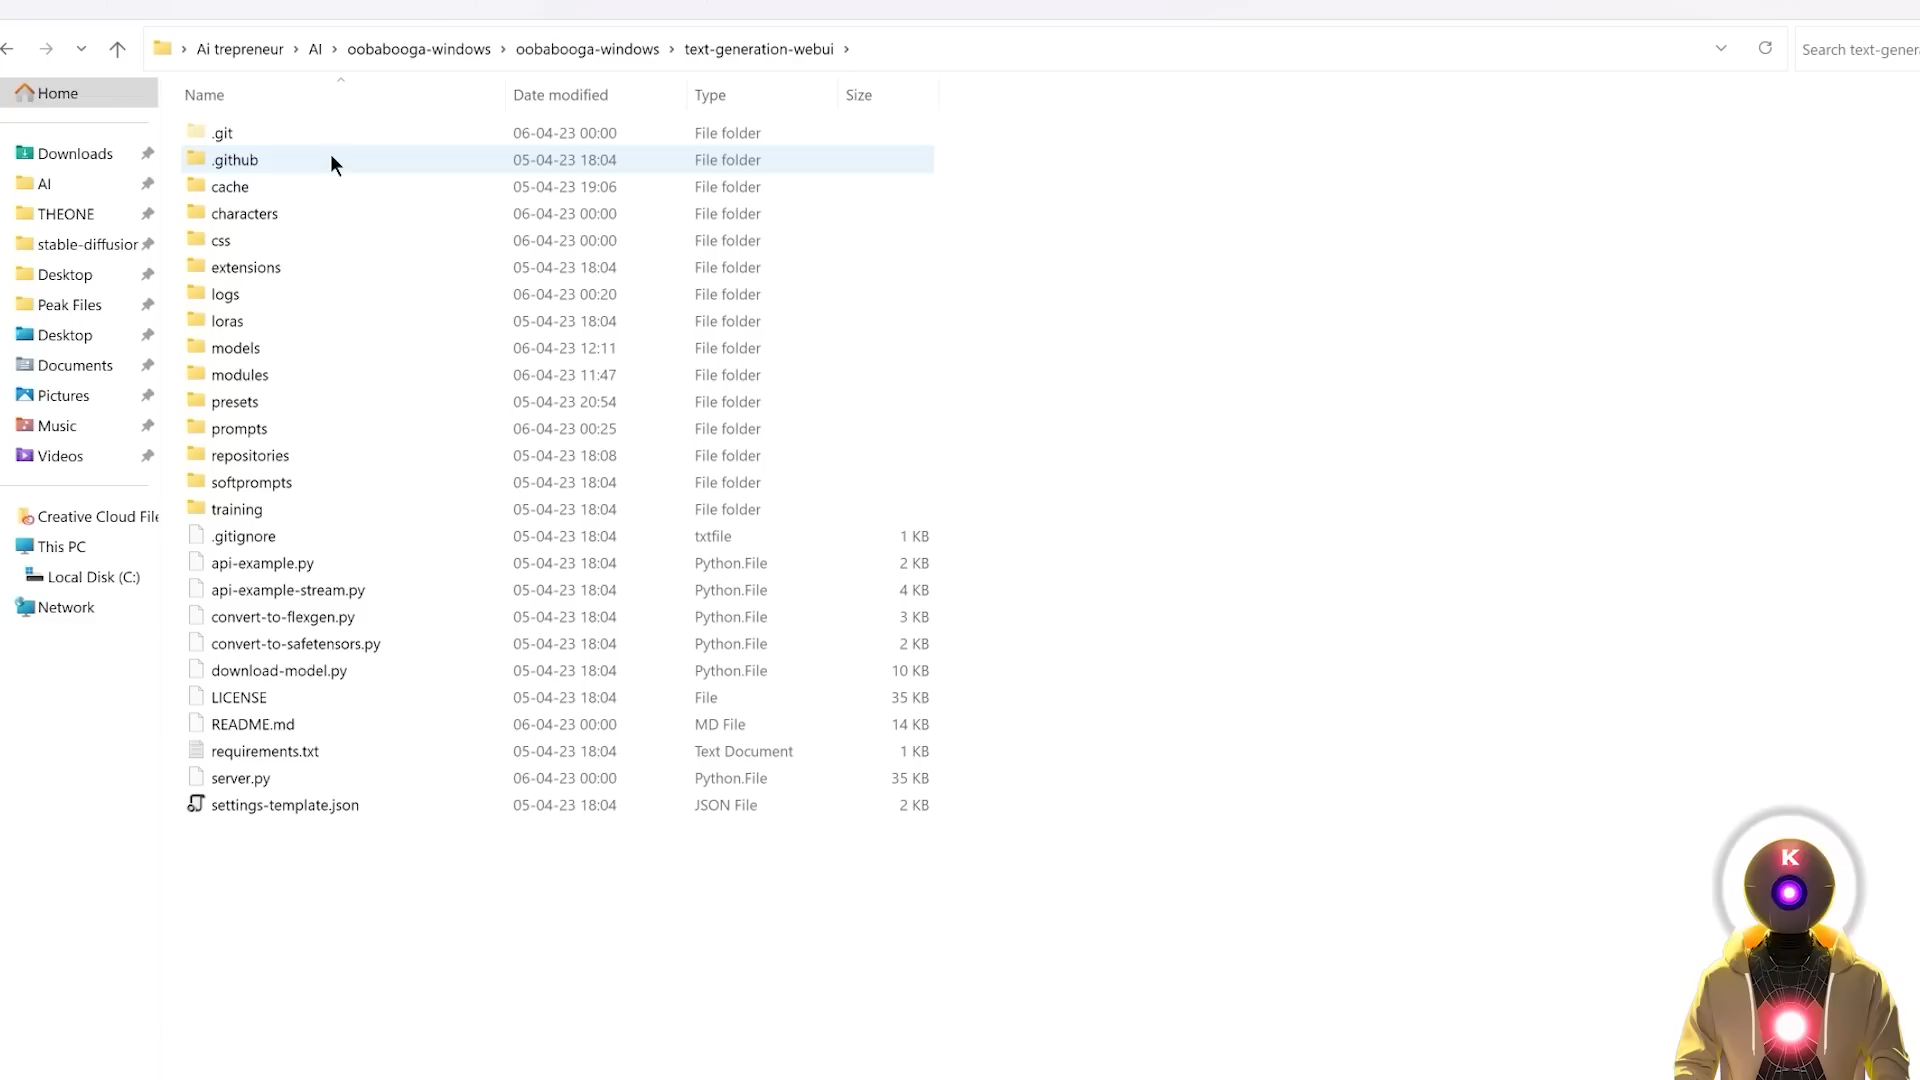 Ai trepreneur > AI > oobabooga-windows > oobabooga-windows > text-generation-webui >
Search text-gener
Home
Downloads
AI
THEONE
stable-diffusior
Desktop
Peak Files
Desktop
Documents
Pictures
Music
Videos
Creative Cloud File
This PC
Local Disk (C:)
Network
Name Date modified Type Size
.git 06-04-23 00:00 File folder
.github 05-04-23 18:04 File folder
cache 05-04-23 19:06 File folder
characters 06-04-23 00:00 File folder
css 06-04-23 00:00 File folder
extensions 05-04-23 18:04 File folder
logs 06-04-23 00:20 File folder
loras 05-04-23 18:04 File folder
models 06-04-23 12:11 File folder
modules 06-04-23 11:47 File folder
presets 05-04-23 20:54 File folder
prompts 06-04-23 00:25 File folder
repositories 05-04-23 18:08 File folder
softprompts 05-04-23 18:04 File folder
training 05-04-23 18:04 File folder
.gitignore 05-04-23 18:04 txtfile 1 KB
api-example.py 05-04-23 18:04 Python.File 2 KB
api-example-stream.py 05-04-23 18:04 Python.File 4 KB
convert-to-flexgen.py 05-04-23 18:04 Python.File 3 KB
convert-to-safetensors.py 05-04-23 18:04 Python.File 2 KB
download-model.py 05-04-23 18:04 Python.File 10 KB
LICENSE 05-04-23 18:04 File 35 KB
README.md 06-04-23 00:00 MD File 14 KB
requirements.txt 05-04-23 18:04 Text Document 1 KB
server.py 06-04-23 00:00 Python.File 35 KB
settings-template.json 05-04-23 18:04 JSON File 2 KB
K